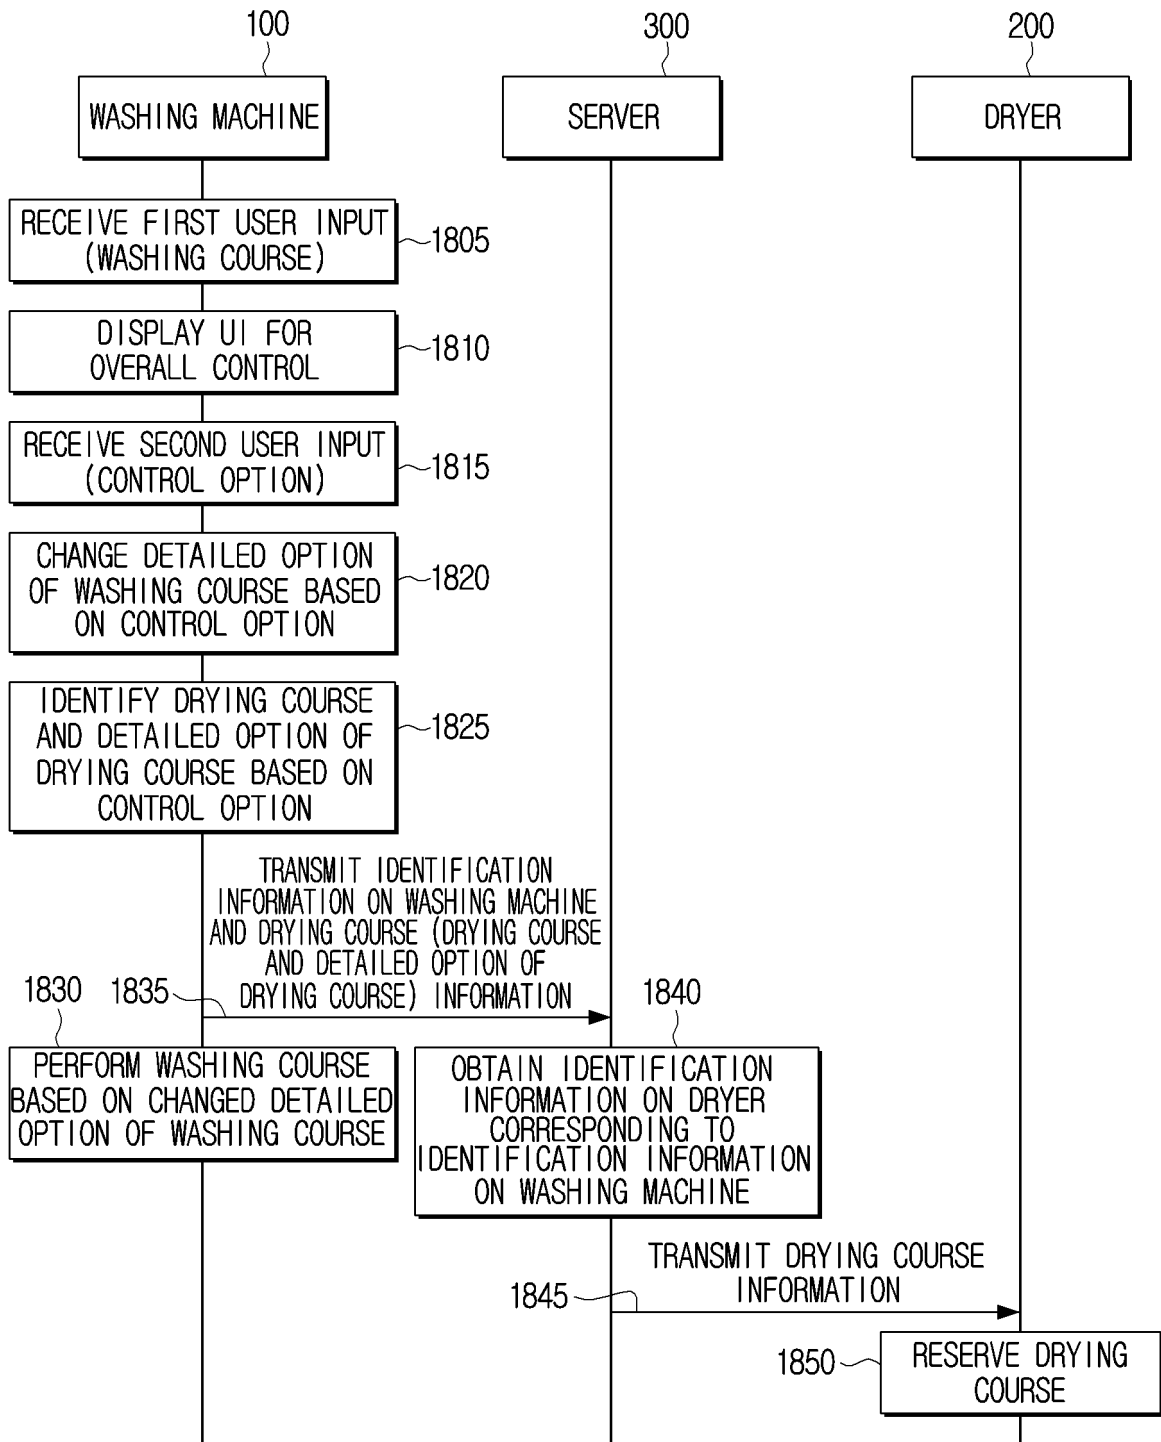 100
300
200
WASHING MACHINE
SERVER
DRYER
RECEIVE FIRST USER INPUT
(WASHING COURSE)
1805
DISPLAY UI FOR
OVERALL CONTROL
1810
RECEIVE SECOND USER INPUT
(CONTROL OPTION)
1815
CHANGE DETAILED OPTION
OF WASHING COURSE BASED
ON CONTROL OPTION
1820
IDENTIFY DRYING COURSE
AND DETAILED OPTION OF
DRYING COURSE BASED ON
CONTROL OPTION
1825
TRANSMIT IDENTIFICATION
INFORMATION ON WASHING MACHINE
AND DRYING COURSE (DRYING COURSE
AND DETAILED OPTION OF
DRYING COURSE) INFORMATION
1835
1830
PERFORM WASHING COURSE
BASED ON CHANGED DETAILED
OPTION OF WASHING COURSE
1840
OBTAIN IDENTIFICATION
INFORMATION ON DRYER
CORRESPONDING TO
IDENTIFICATION INFORMATION
ON WASHING MACHINE
TRANSMIT DRYING COURSE
INFORMATION
1845
1850
RESERVE DRYING
COURSE